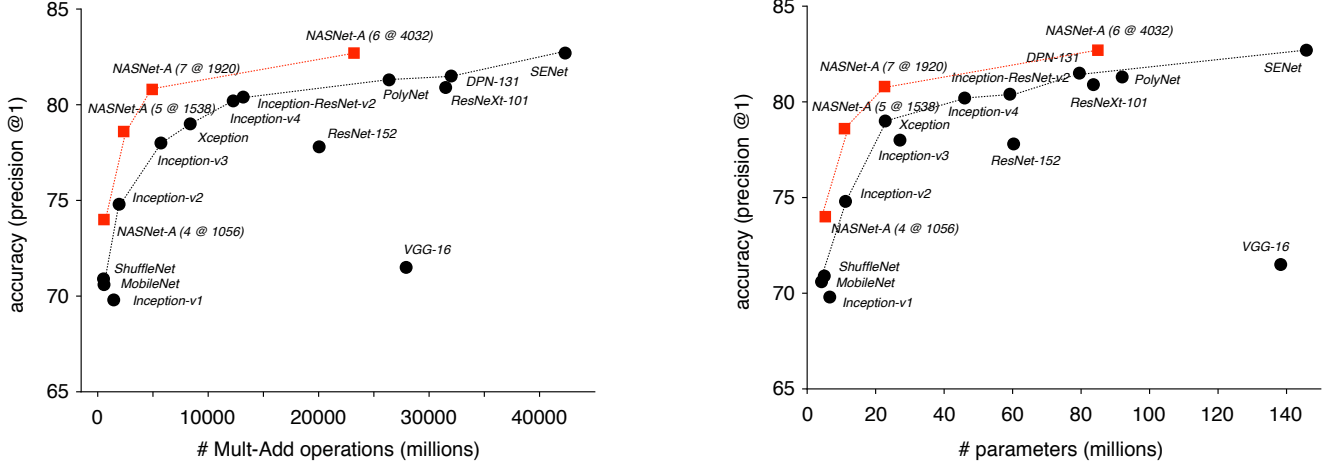 85
80
75
70
65
accuracy (precision @1)
NASNet-A (6 @ 4032)
NASNet-A (7 @ 1920)
NASNet-A (5 @ 1538)
NASNet-A (4 @ 1056)
SENet
DPN-131
PolyNet
ResNeXt-101
Inception-ResNet-v2
Inception-v4
Xception
ResNet-152
Inception-v3
Inception-v2
VGG-16
ShuffleNet
MobileNet
Inception-v1
0
10000
20000
30000
40000
# Mult-Add operations (millions)
85
80
75
70
65
accuracy (precision @1)
NASNet-A (6 @ 4032)
NASNet-A (7 @ 1920)
NASNet-A (5 @ 1538)
NASNet-A (4 @ 1056)
DPN-131
SENet
Inception-ResNet-v2
PolyNet
ResNeXt-101
Inception-v4
Xception
Inception-v3
ResNet-152
Inception-v2
VGG-16
ShuffleNet
MobileNet
Inception-v1
0
20
40
60
80
100
120
140
# parameters (millions)